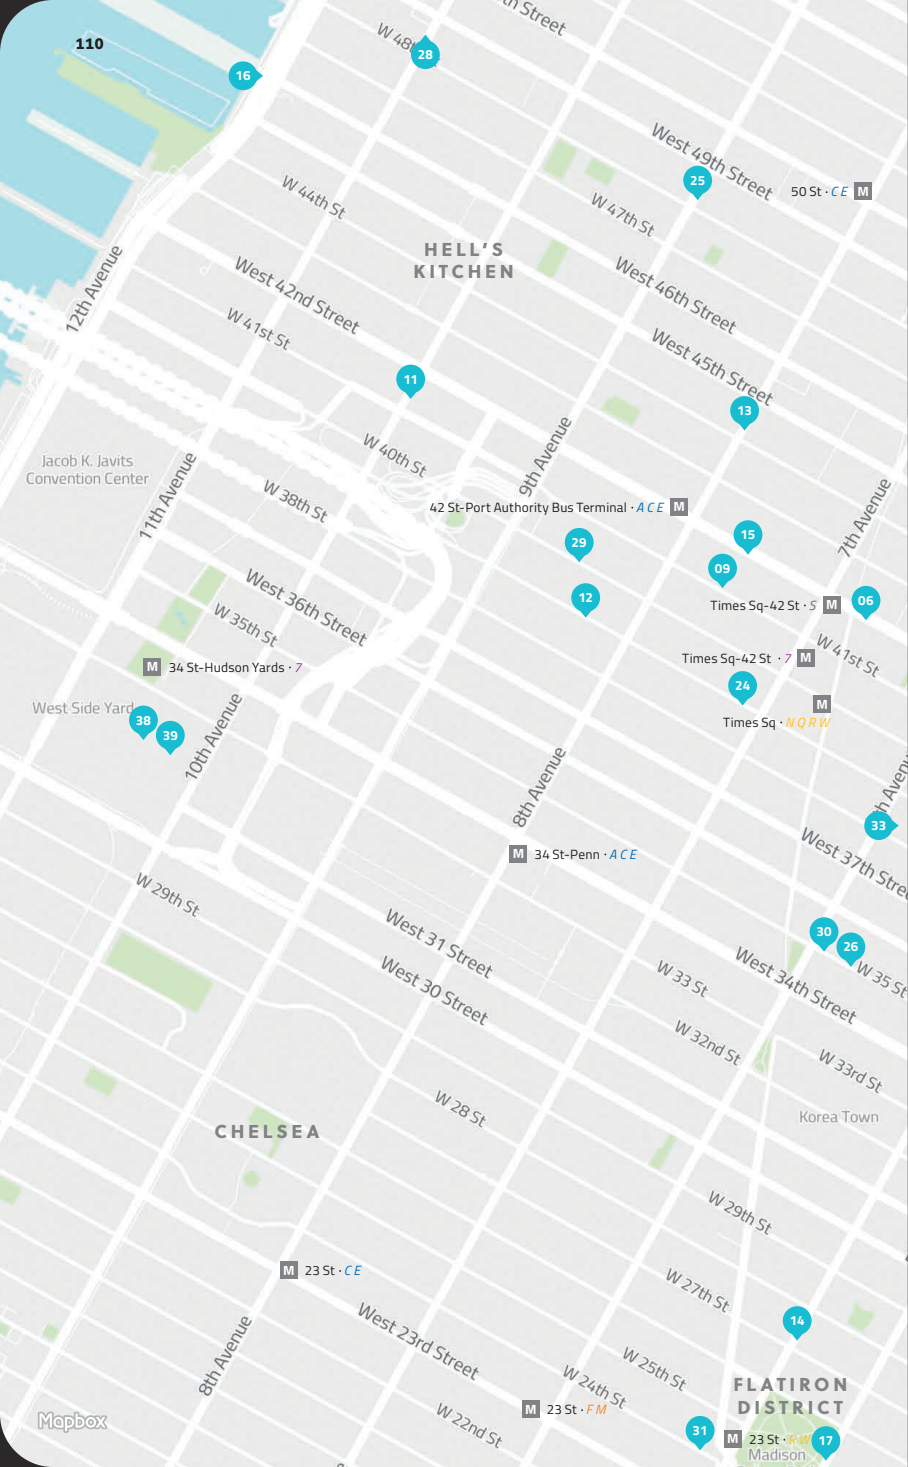 110
th Street
W 48th
28
16
West 49th Street
25
50 St · C E M
W 44th St
W 47th St
HELL'S
KITCHEN
12th Avenue
West 42nd Street
West 46th Street
W 41st St
West 45th Street
11
13
W 40th St
9th Avenue
Jacob K. Javits
Convention Center
11th Avenue
W 38th St
7th Avenue
42 St-Port Authority Bus Terminal · A C E M
29
15
09
12
Times Sq-42 St · S M
06
West 36th Street
W 35th St
W 41st St
M 34 St-Hudson Yards · 7
Times Sq-42 St · 7 M
24
West Side Yard
38
39
10th Avenue
M
Times Sq · N Q R W
8th Avenue
h Avenu
33
West 37th Stree
M 34 St-Penn · A C E
W 29th St
West 31 Street
30
26
West 30 Street
W 33 St
West 34th Street
W 35 St
W 32nd St
W 33rd St
W 28 St
Korea Town
CHELSEA
W 29th St
M 23 St · C E
W 27th St
West 23rd Street
14
8th Avenue
W 25th St
W 24th St
FLATIRON
DISTRICT
Mapbox
W 22nd St
M 23 St · F M
31
M 23 St · R W
17
Madison